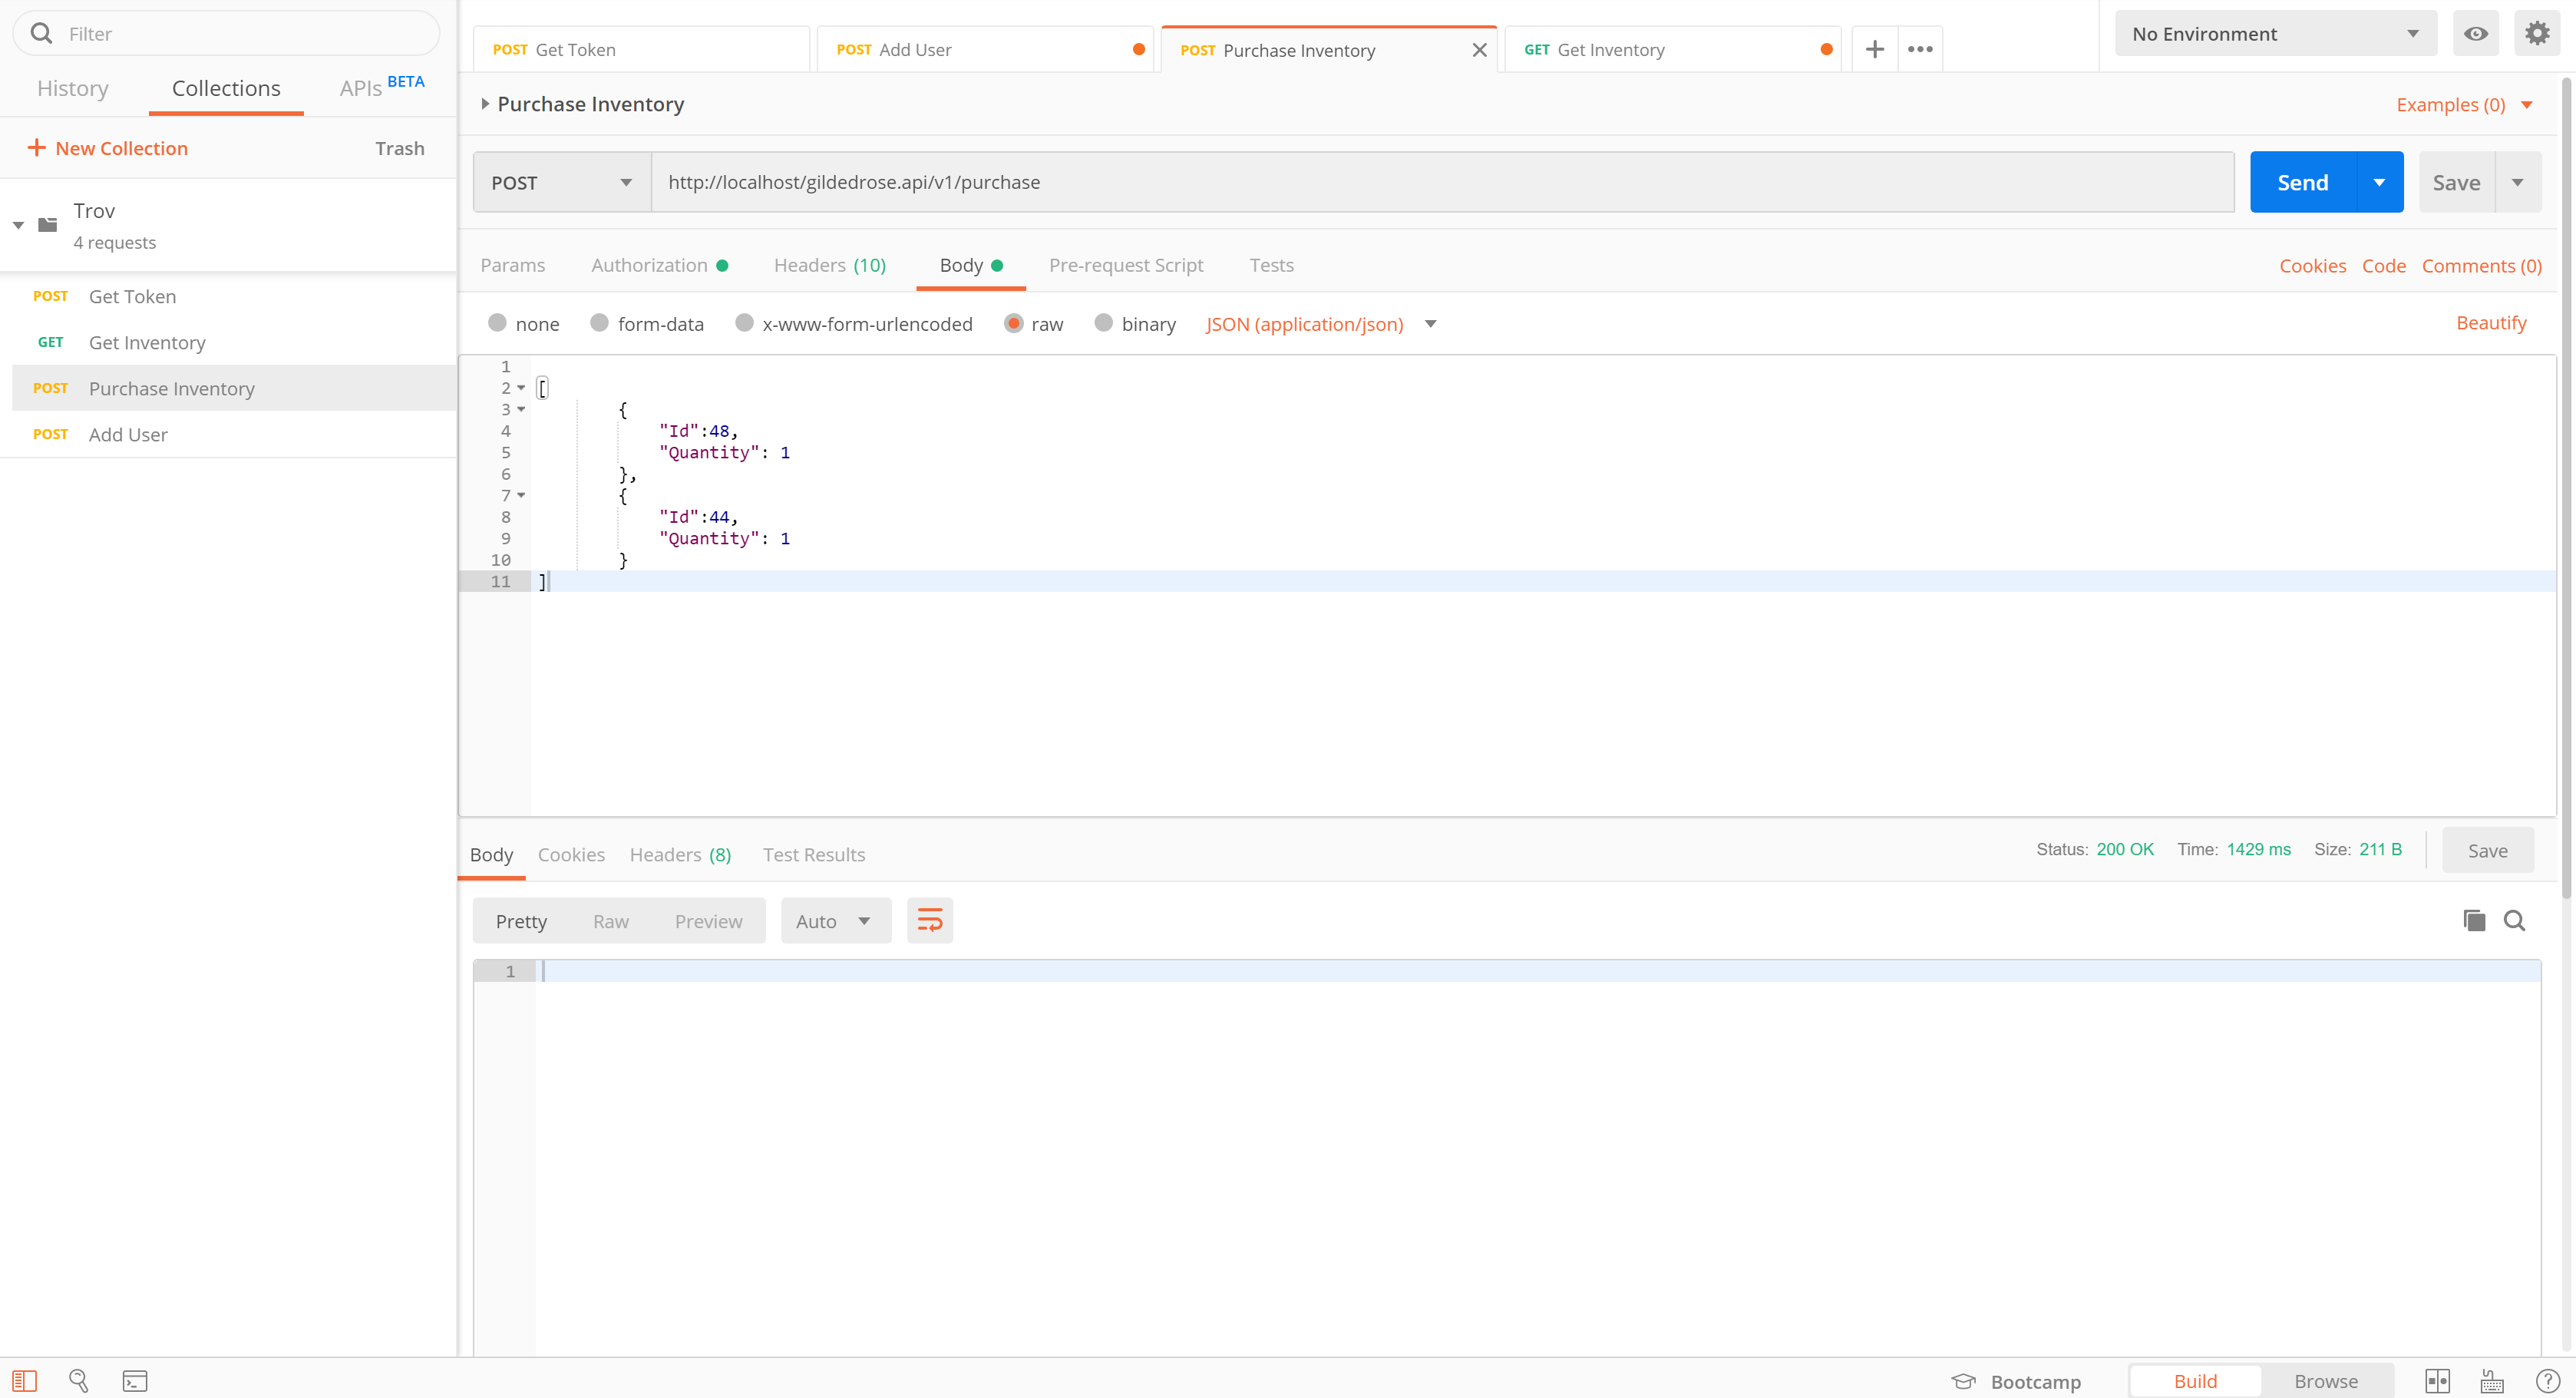 Filter
History Collections APIs BETA
New Collection Trash
Trov
4 requests
POST Get Token
GET Get Inventory
POST Purchase Inventory
POST Add User
POST Get Token POST Add User POST Purchase Inventory GET Get Inventory No Environment
Purchase Inventory Examples (0)
POST http://localhost/gildedrose.api/v1/purchase Send Save
Params Authorization Headers (10) Body Pre-request Script Tests Cookies Code Comments (0)
none form-data x-www-form-urlencoded raw binary JSON (application/json) Beautify
1
2 [
3 {
4 "Id":48,
5 "Quantity": 1
6 },
7 {
8 "Id":44,
9 "Quantity": 1
10 }
11 ]
Body Cookies Headers (8) Test Results Status: 200 OK Time: 1429 ms Size: 211 B Save
Pretty Raw Preview Auto
1
Bootcamp Build Browse